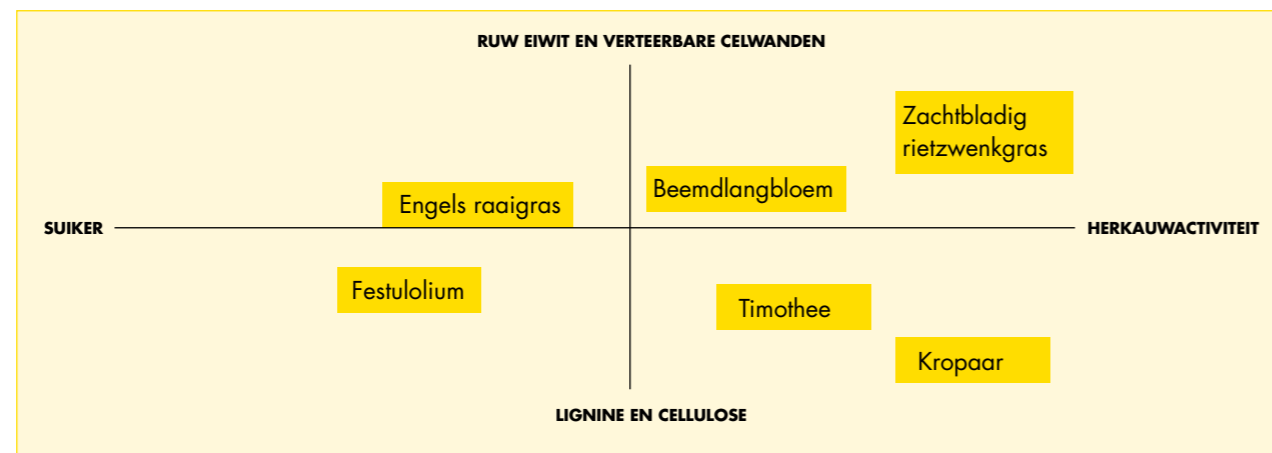 RUW EIWIT EN VERTEERBARE CELWANDEN
Zachtbladig
rietzwenkgras
Beemdlangbloem
Engels raaigras
SUIKER
HERKAUWACTIVITEIT
Festulolium
Timothee
Kropaar
LIGNINE EN CELLULOSE